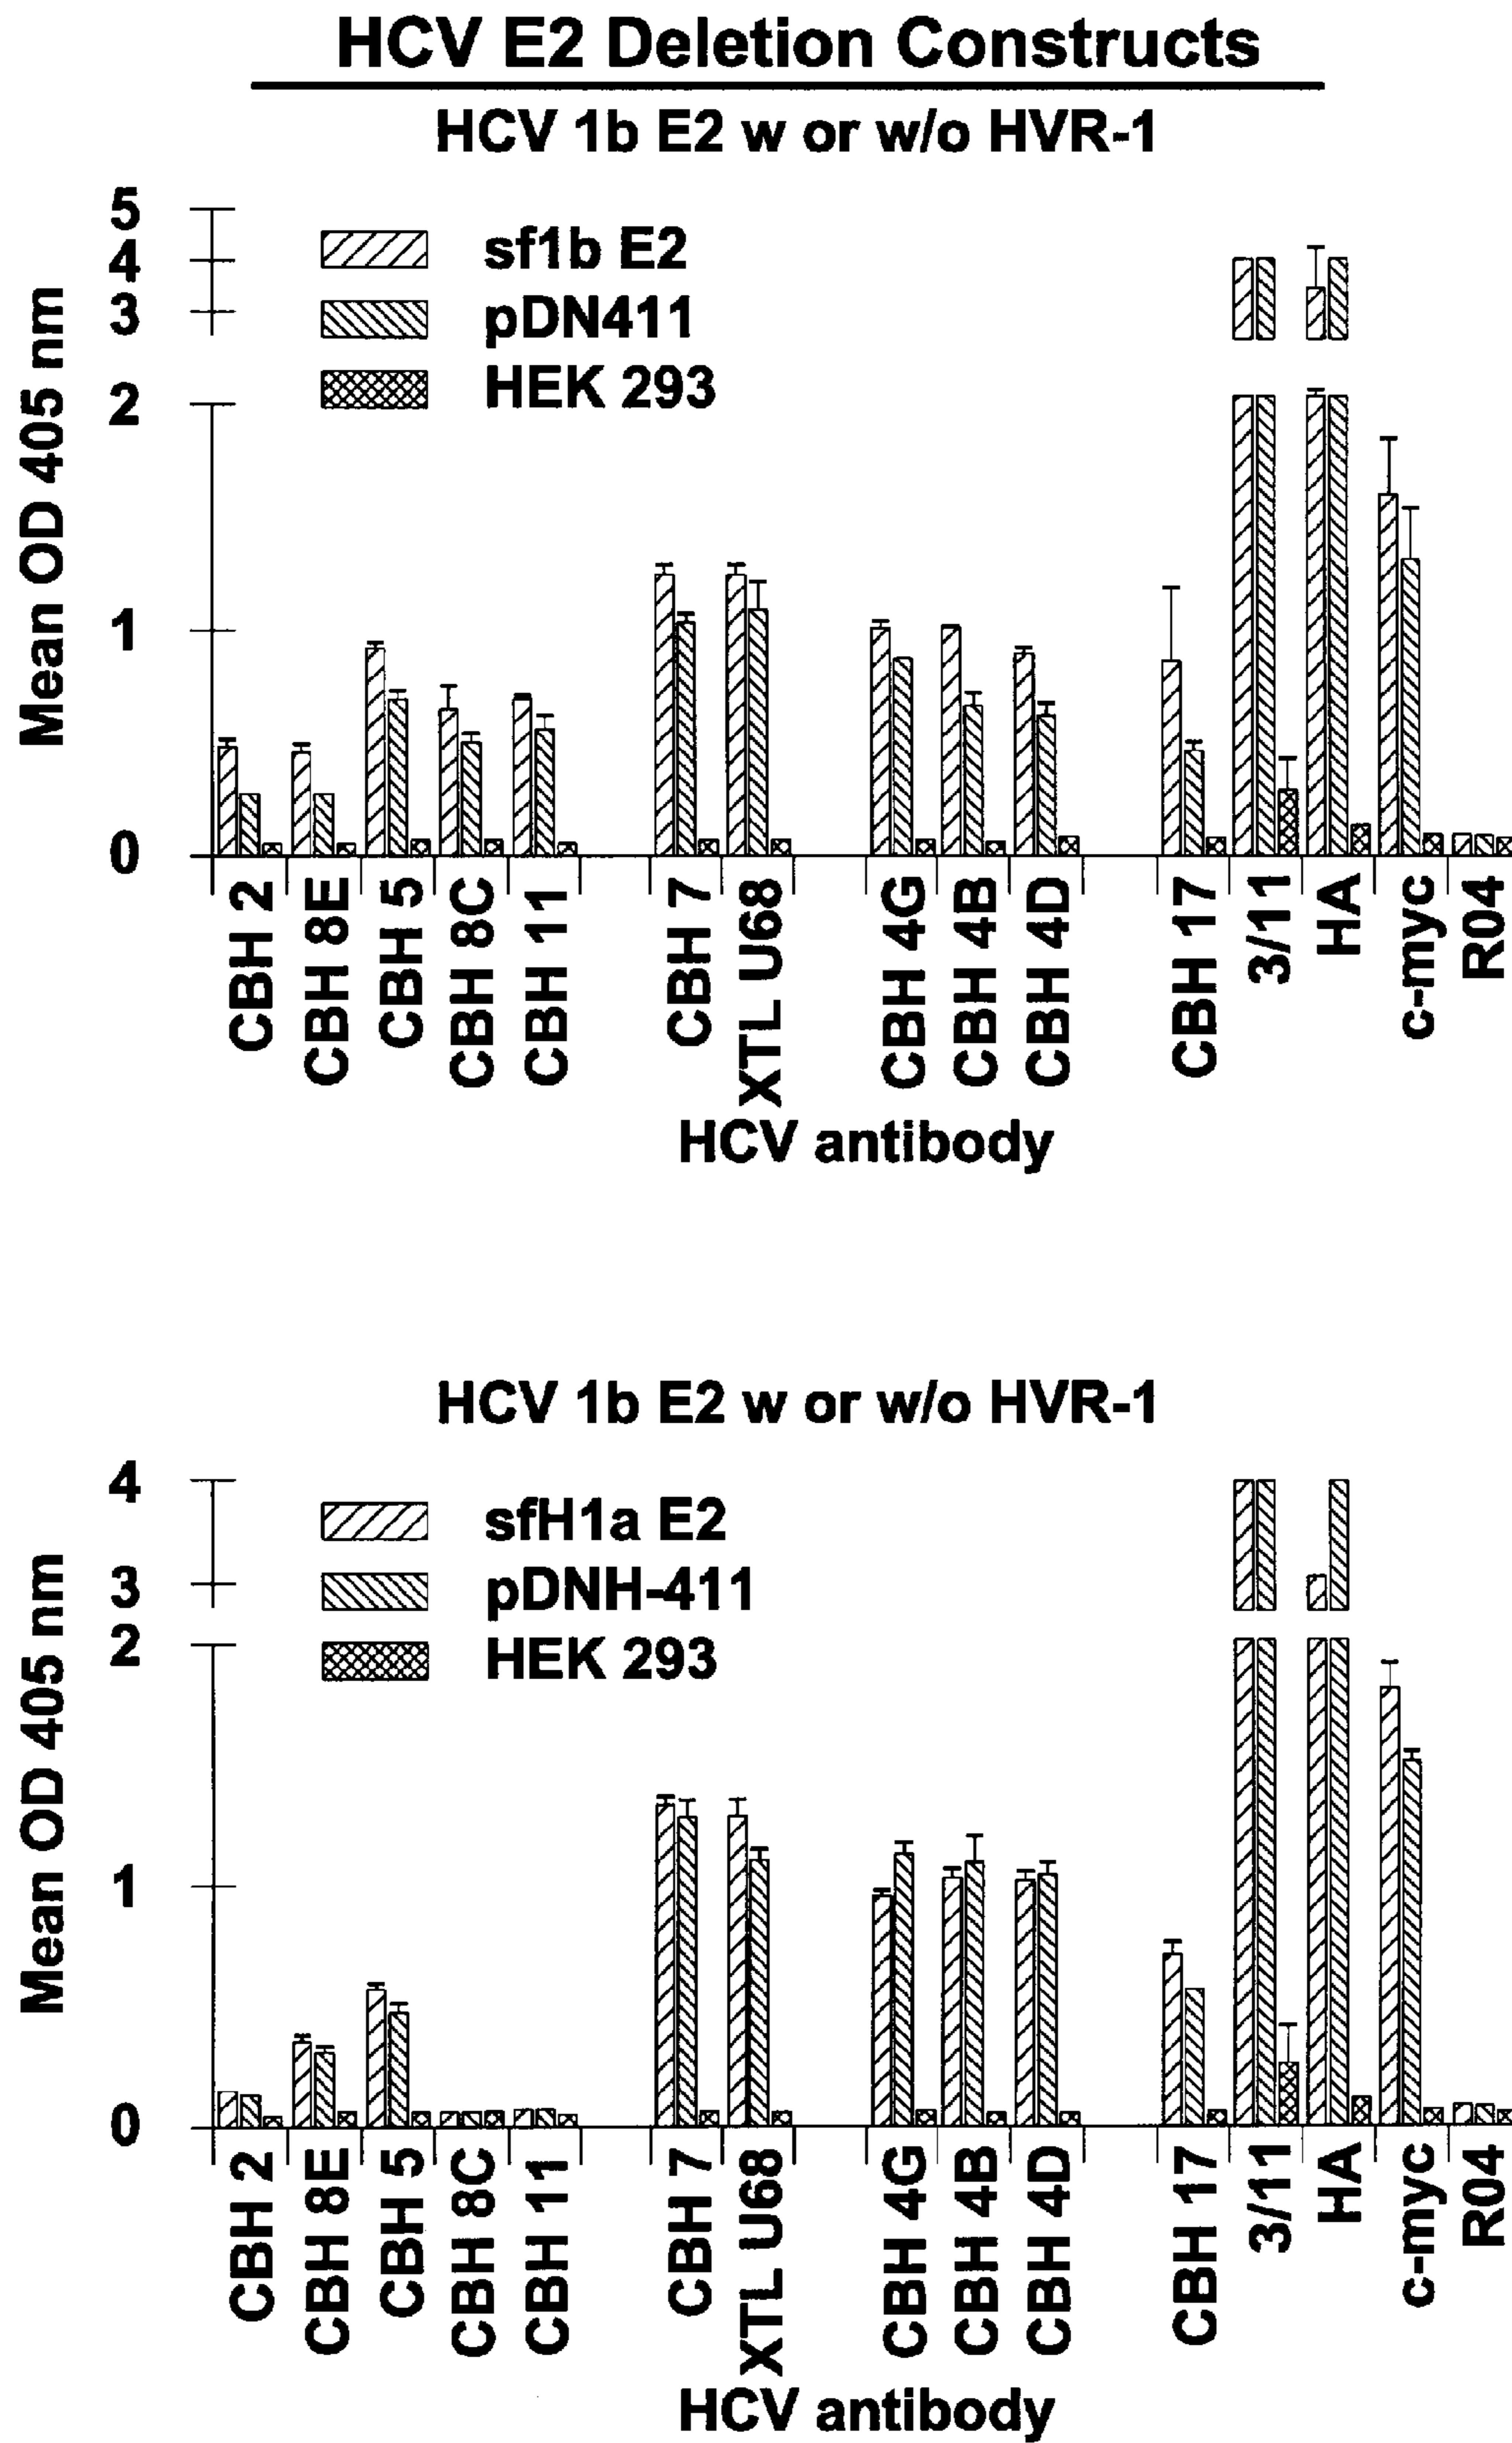 HCV E2 Deletion Constructs
HCV 1b E2 w or w/o HVR-1
5
4
3
2
1
0
Mean OD 405 nm
sf1b E2
pDN411
HEK 293
CBH 2
CBH 8E
CBH 5
CBH 8C
CBH 11
CBH 7
XTL U68
CBH 4G
CBH 4B
CBH 4D
CBH 17
3/11
HA
c-myc
R04
HCV antibody
HCV 1b E2 w or w/o HVR-1
4
3
2
1
0
Mean OD 405 nm
sfH1a E2
pDNH-411
HEK 293
CBH 2
CBH 8E
CBH 5
CBH 8C
CBH 11
CBH 7
XTL U68
CBH 4G
CBH 4B
CBH 4D
CBH 17
3/11
HA
c-myc
R04
HCV antibody